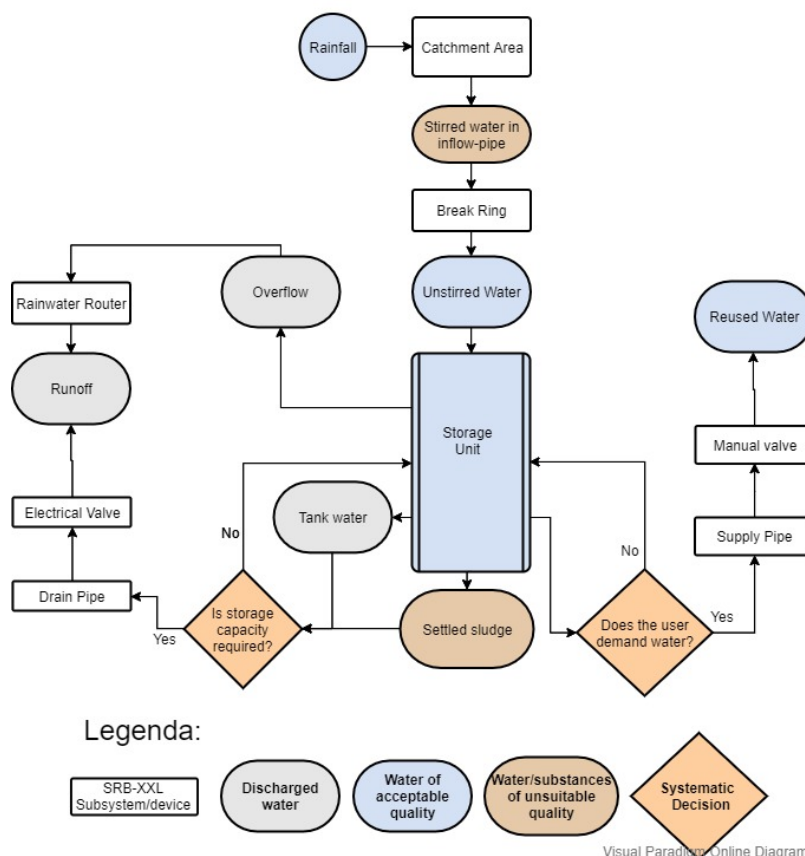 Rainfall
Catchment Area
Stirred water in
inflow-pipe
Break Ring
Rainwater Router
Overflow
Unstirred Water
Reused Water
Runoff
Storage
Unit
Manual valve
Electrical Valve
No
Tank water
Supply Pipe
No
Drain Pipe
Yes
Is storage
capacity
required?
Settled sludge
Does the user
demand water?
Yes
Legenda:
SRB-XXL
Subsystem/device
Discharged
water
Water of
acceptable
quality
Water/substances
of unsuitable
quality
Systematic
Decision
Visual Paradigm Online Diagram